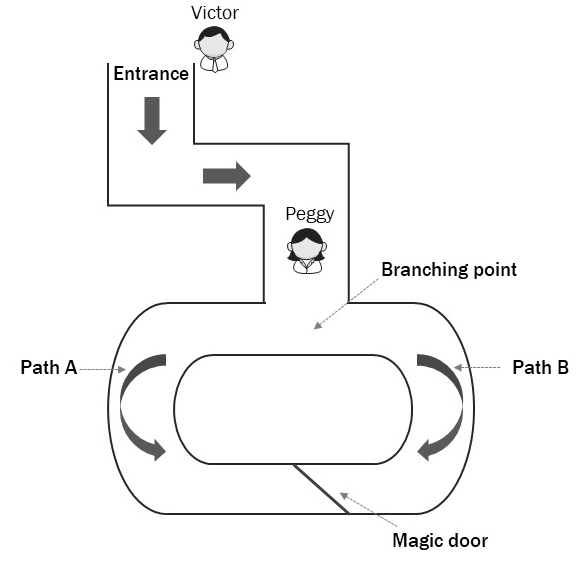 Victor
Entrance
Peggy
Branching point
Path A
Path B
Magic door